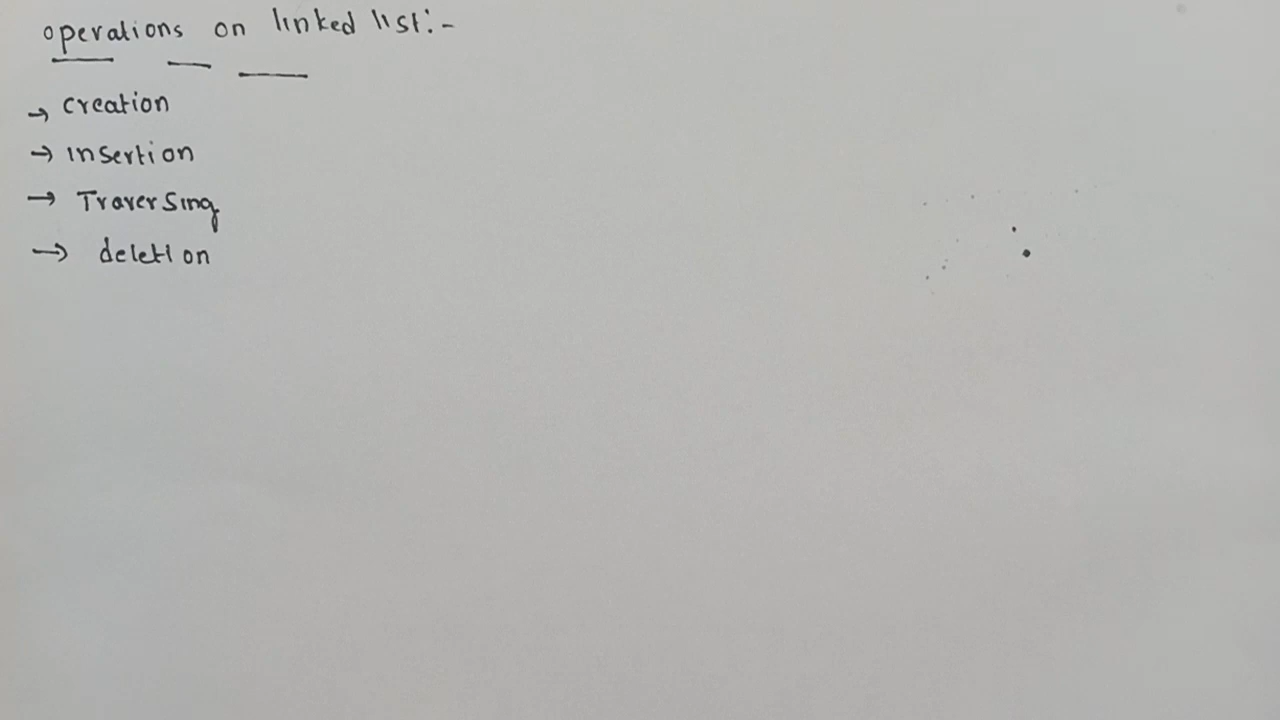 operations on linked list:-
→ creation
→ insertion
→ Traversing
→ deletion